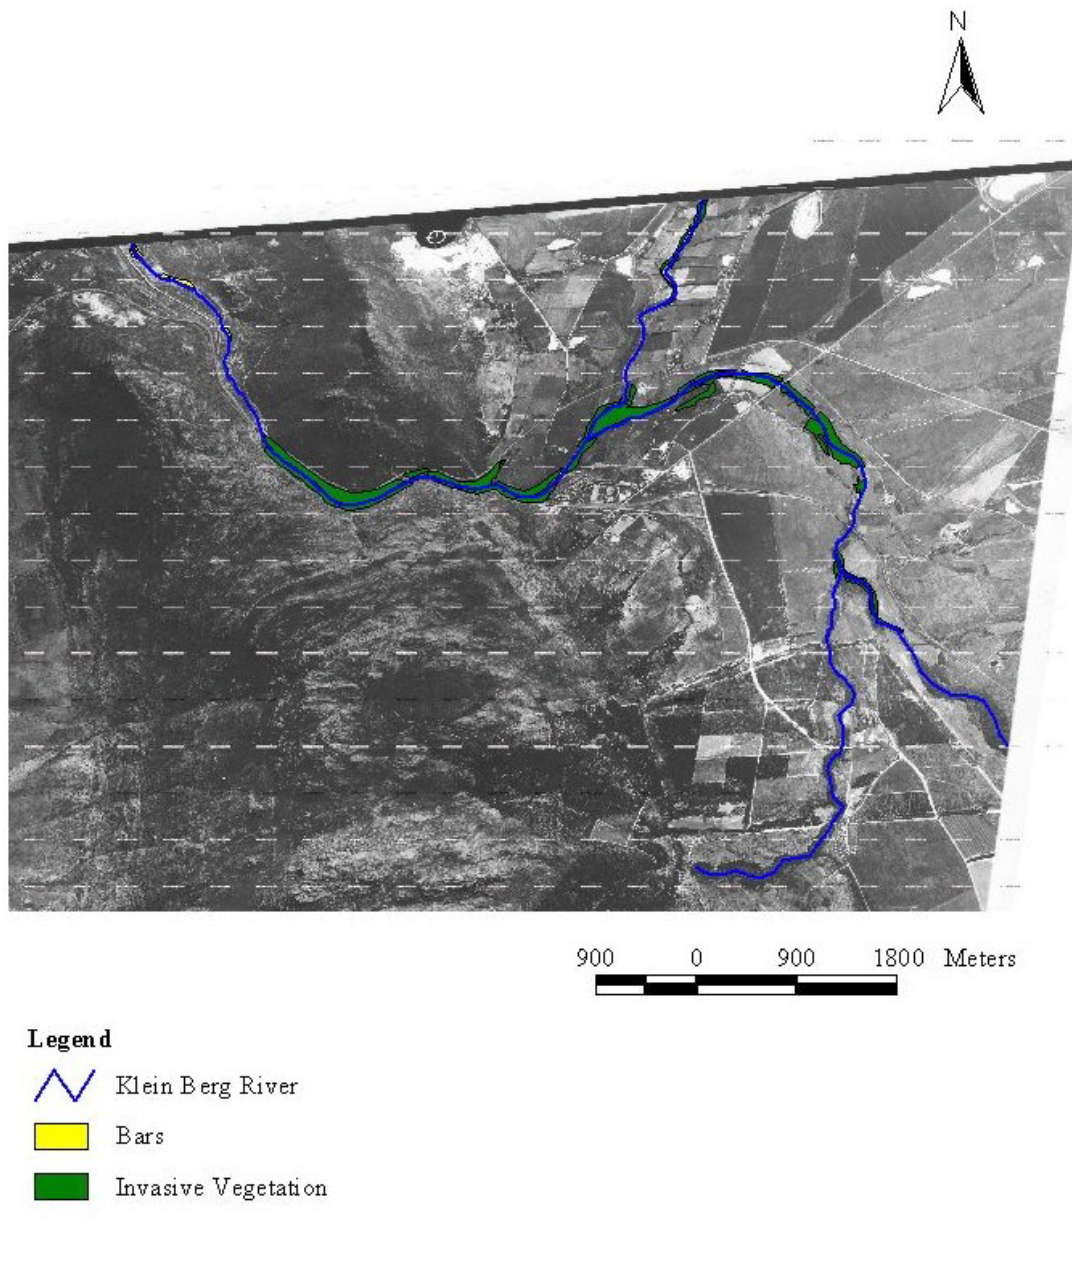 N
900 0 900 1800 Meters
Legend
Klein Berg River
Bars
Invasive Vegetation